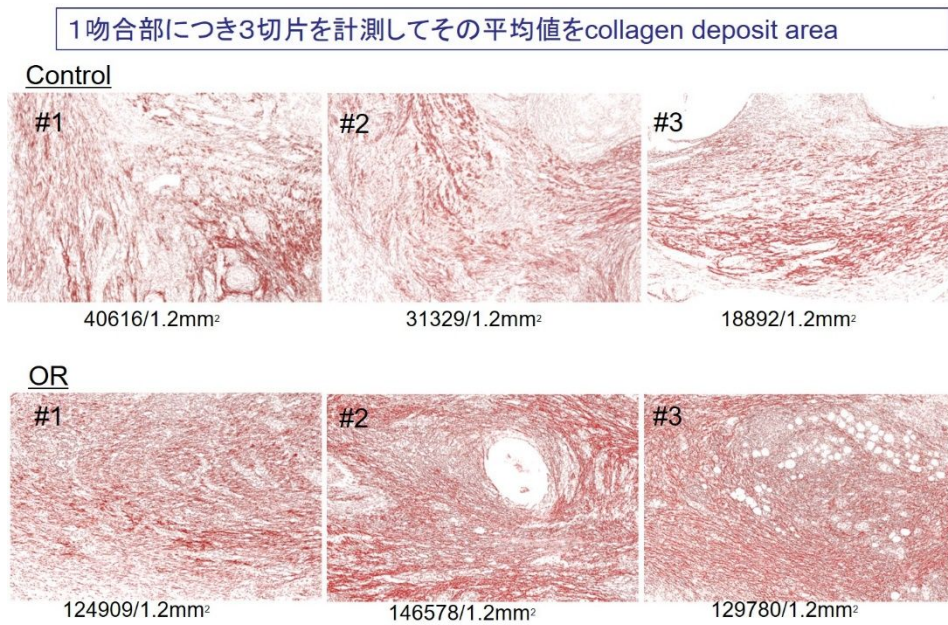 1吻合部につき3切片を計測してその平均値をcollagen deposit area
Control
#1 #2 #3
40616/1.2mm² 31329/1.2mm² 18892/1.2mm²
OR
#1 #2 #3
124909/1.2mm² 146578/1.2mm² 129780/1.2mm²